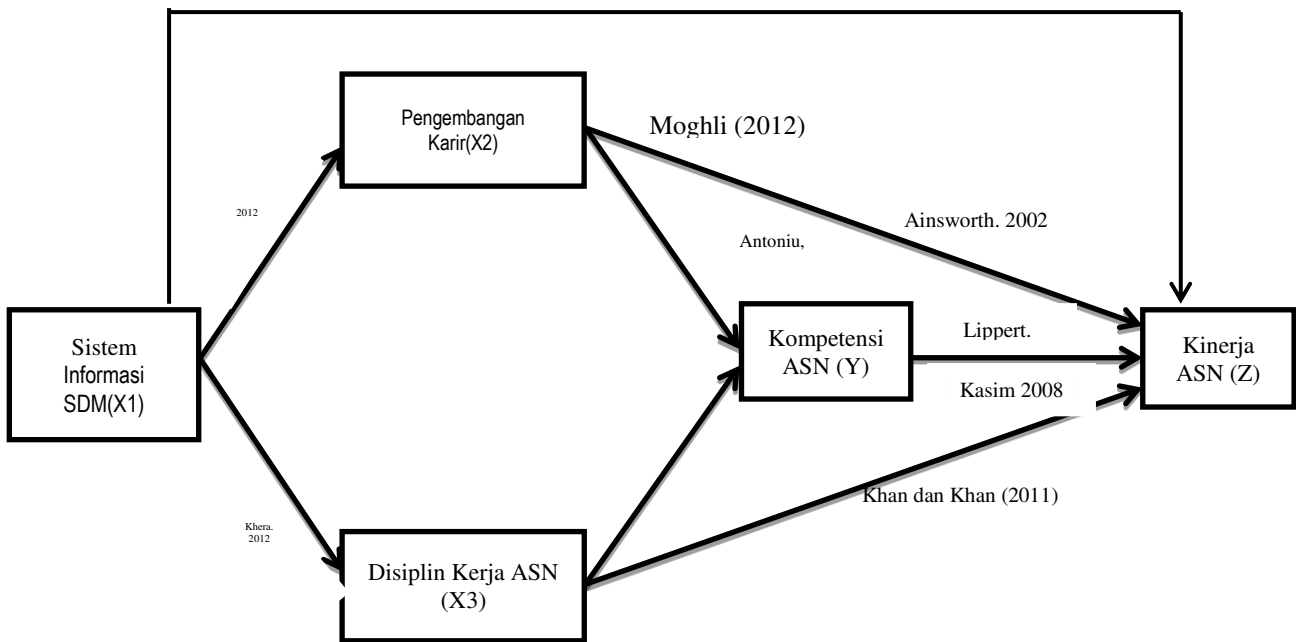 Pengembangan
Karir(X2)
Moghli (2012)
2012
Ainsworth. 2002
Antoniu,
Sistem
Informasi
SDM(X1)
Kompetensi
ASN (Y)
Lippert.
Kasim 2008
Kinerja
ASN (Z)
Khan dan Khan (2011)
Khera.
2012
Disiplin Kerja ASN
(X3)